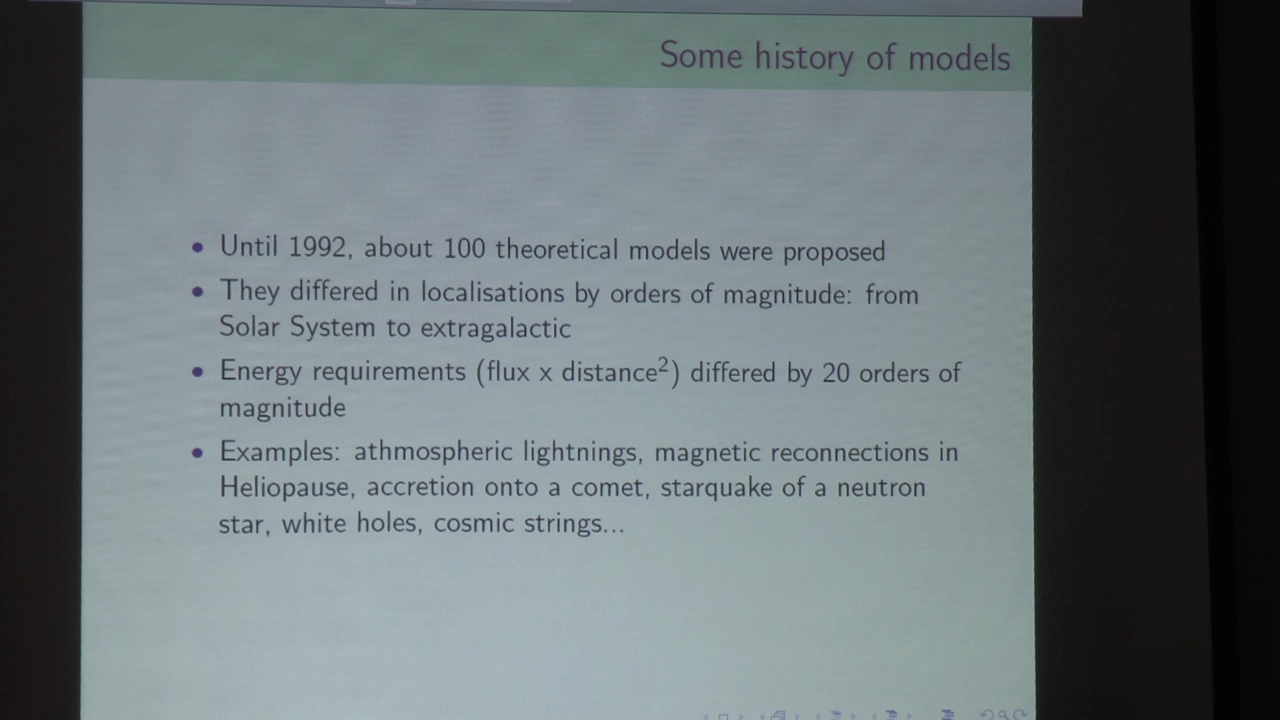 Some history of models
• Until 1992, about 100 theoretical models were proposed
• They differed in localisations by orders of magnitude: from
Solar System to extragalactic
• Energy requirements (flux x distance²) differed by 20 orders of
magnitude
• Examples: athmospheric lightnings, magnetic reconnections in
Heliopause, accretion onto a comet, starquake of a neutron
star, white holes, cosmic strings...